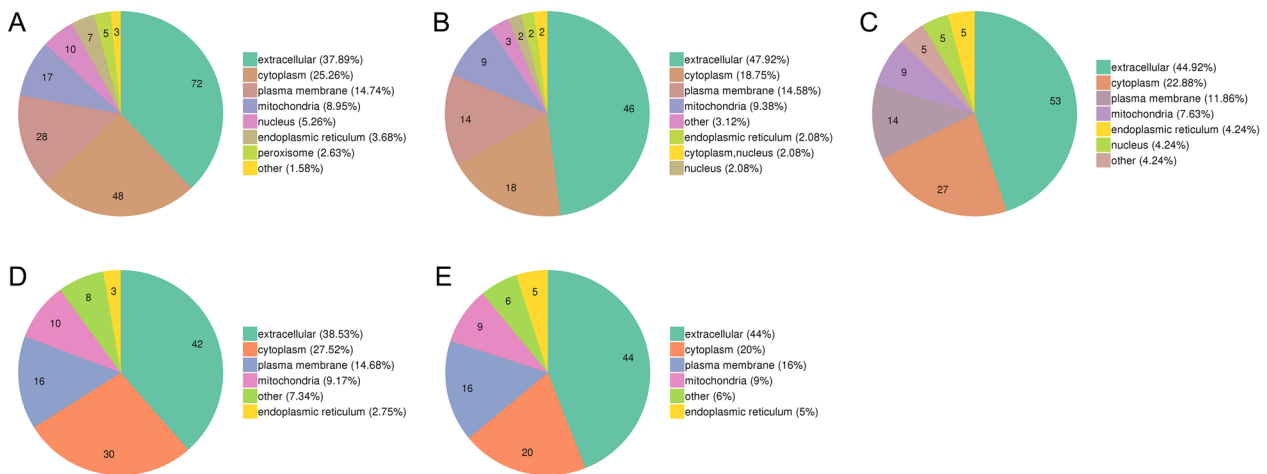 A
3
5
7
10
17
72
28
48
extracellular (37.89%)
cytoplasm (25.26%)
plasma membrane (14.74%)
mitochondria (8.95%)
nucleus (5.26%)
endoplasmic reticulum (3.68%)
peroxisome (2.63%)
other (1.58%)
B
2
2
2
3
9
46
14
18
extracellular (47.92%)
cytoplasm (18.75%)
plasma membrane (14.58%)
mitochondria (9.38%)
other (3.12%)
endoplasmic reticulum (2.08%)
cytoplasm,nucleus (2.08%)
nucleus (2.08%)
C
5
5
5
9
53
14
27
extracellular (44.92%)
cytoplasm (22.88%)
plasma membrane (11.86%)
mitochondria (7.63%)
endoplasmic reticulum (4.24%)
nucleus (4.24%)
other (4.24%)
D
3
8
10
42
16
30
extracellular (38.53%)
cytoplasm (27.52%)
plasma membrane (14.68%)
mitochondria (9.17%)
other (7.34%)
endoplasmic reticulum (2.75%)
E
5
6
9
44
16
20
extracellular (44%)
cytoplasm (20%)
plasma membrane (16%)
mitochondria (9%)
other (6%)
endoplasmic reticulum (5%)